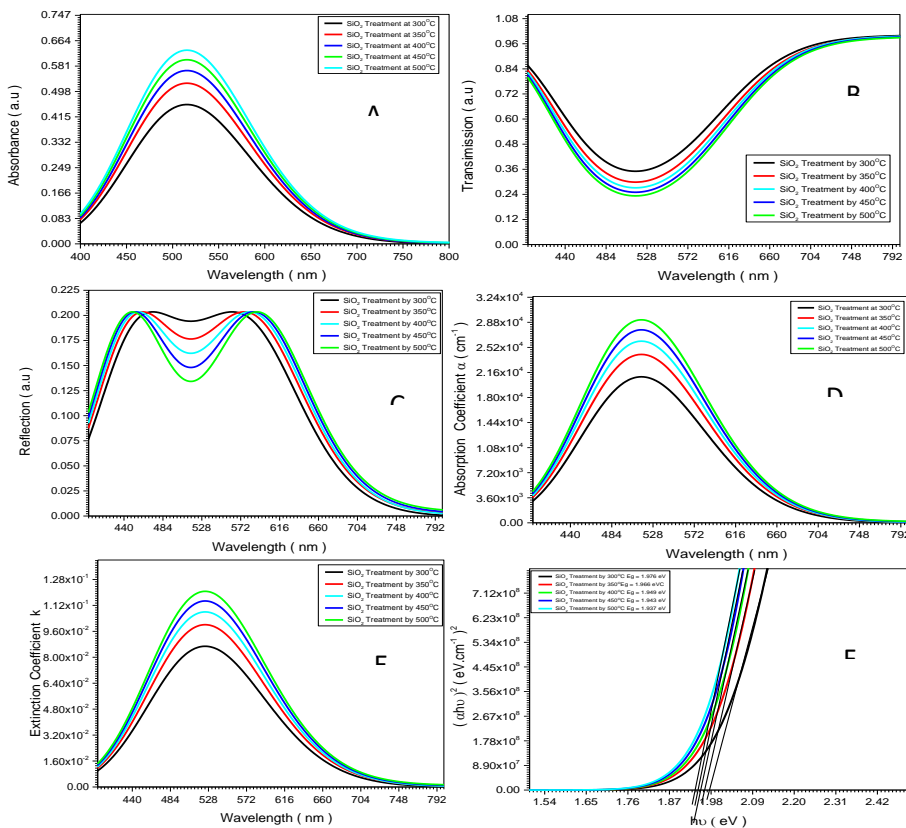 0.747
0.664
0.581
0.498
0.415
0.332
0.249
0.166
0.083
0.000
400 450 500 550 600 650 700 750 800
Absorbance ( a.u )
Wavelength ( nm )
SiO2 Treatment at 300°C
SiO2 Treatment at 350°C
SiO2 Treatment at 400°C
SiO2 Treatment at 450°C
SiO2 Treatment at 500°C
A
1.08
0.96
0.84
0.72
0.60
0.48
0.36
0.24
0.12
0.00
440 484 528 572 616 660 704 748 792
Transimission ( a.u )
Wavelength ( nm )
SiO2 Treatment by 300°C
SiO2 Treatment by 350°C
SiO2 Treatment by 400°C
SiO2 Treatment by 450°C
SiO2 Treatment by 500°C
0.225
0.200
0.175
0.150
0.125
0.100
0.075
0.050
0.025
0.000
440 484 528 572 616 660 704 748 792
Reflection ( a.u )
Wavelength ( nm )
SiO2 Treatment by 300°C
SiO2 Treatment by 350°C
SiO2 Treatment by 400°C
SiO2 Treatment by 450°C
SiO2 Treatment by 500°C
C
3.24x10⁴
2.88x10⁴
2.52x10⁴
2.16x10⁴
1.80x10⁴
1.44x10⁴
1.08x10⁴
7.20x10³
3.60x10³
0.00
440 484 528 572 616 660 704 748 792
Absorption Coefficient α ( cm⁻¹ )
Wavelength ( nm )
SiO2 Treatment at 300°C
SiO2 Treatment at 350°C
SiO2 Treatment at 400°C
SiO2 Treatment at 450°C
SiO2 Treatment at 500°C
1.28x10⁻¹
1.12x10⁻¹
9.60x10⁻²
8.00x10⁻²
6.40x10⁻²
4.80x10⁻²
3.20x10⁻²
1.60x10⁻²
0.00
440 484 528 572 616 660 704 748 792
Extinction Coefficient k
Wavelength ( nm )
SiO2 Treatment by 300°C
SiO2 Treatment by 350°C
SiO2 Treatment by 400°C
SiO2 Treatment by 450°C
SiO2 Treatment by 500°C
7.12x10⁸
6.23x10⁸
5.34x10⁸
4.45x10⁸
3.56x10⁸
2.67x10⁸
1.78x10⁸
8.90x10⁷
0.00
1.54 1.65 1.76 1.87 1.98 2.09 2.20 2.31 2.42
( αhυ )² ( eV.cm⁻¹ )²
hυ ( eV )
SiO2 Treatment by 300°C Eg = 1.976 eV
SiO2 Treatment by 350°Eg = 1.966 eVC
SiO2 Treatment by 400°C Eg = 1.949 eV
SiO2 Treatment by 450°C Eg = 1.943 eV
SiO2 Treatment by 500°C Eg = 1.937 eV